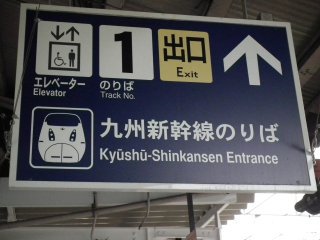 エレベーター
Elevator
1
のりば
Track No.
出口
Exit
九州新幹線のりば
Kyūshū-Shinkansen Entrance